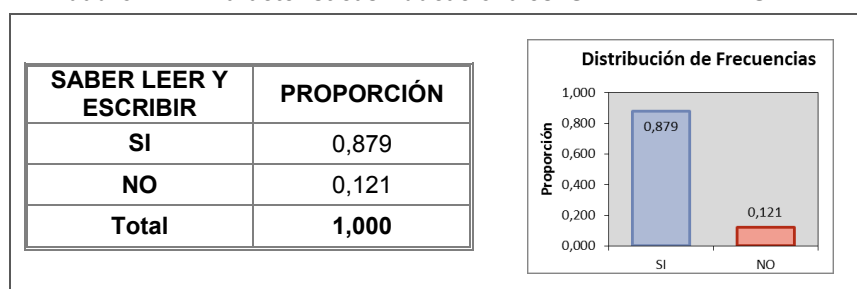 SABER LEER Y
ESCRIBIR
PROPORCIÓN
SI
0,879
NO
0,121
Total
1,000
Distribución de Frecuencias
Proporción
1,000
0,800
0,600
0,400
0,200
0,000
0,879
0,121
SI
NO